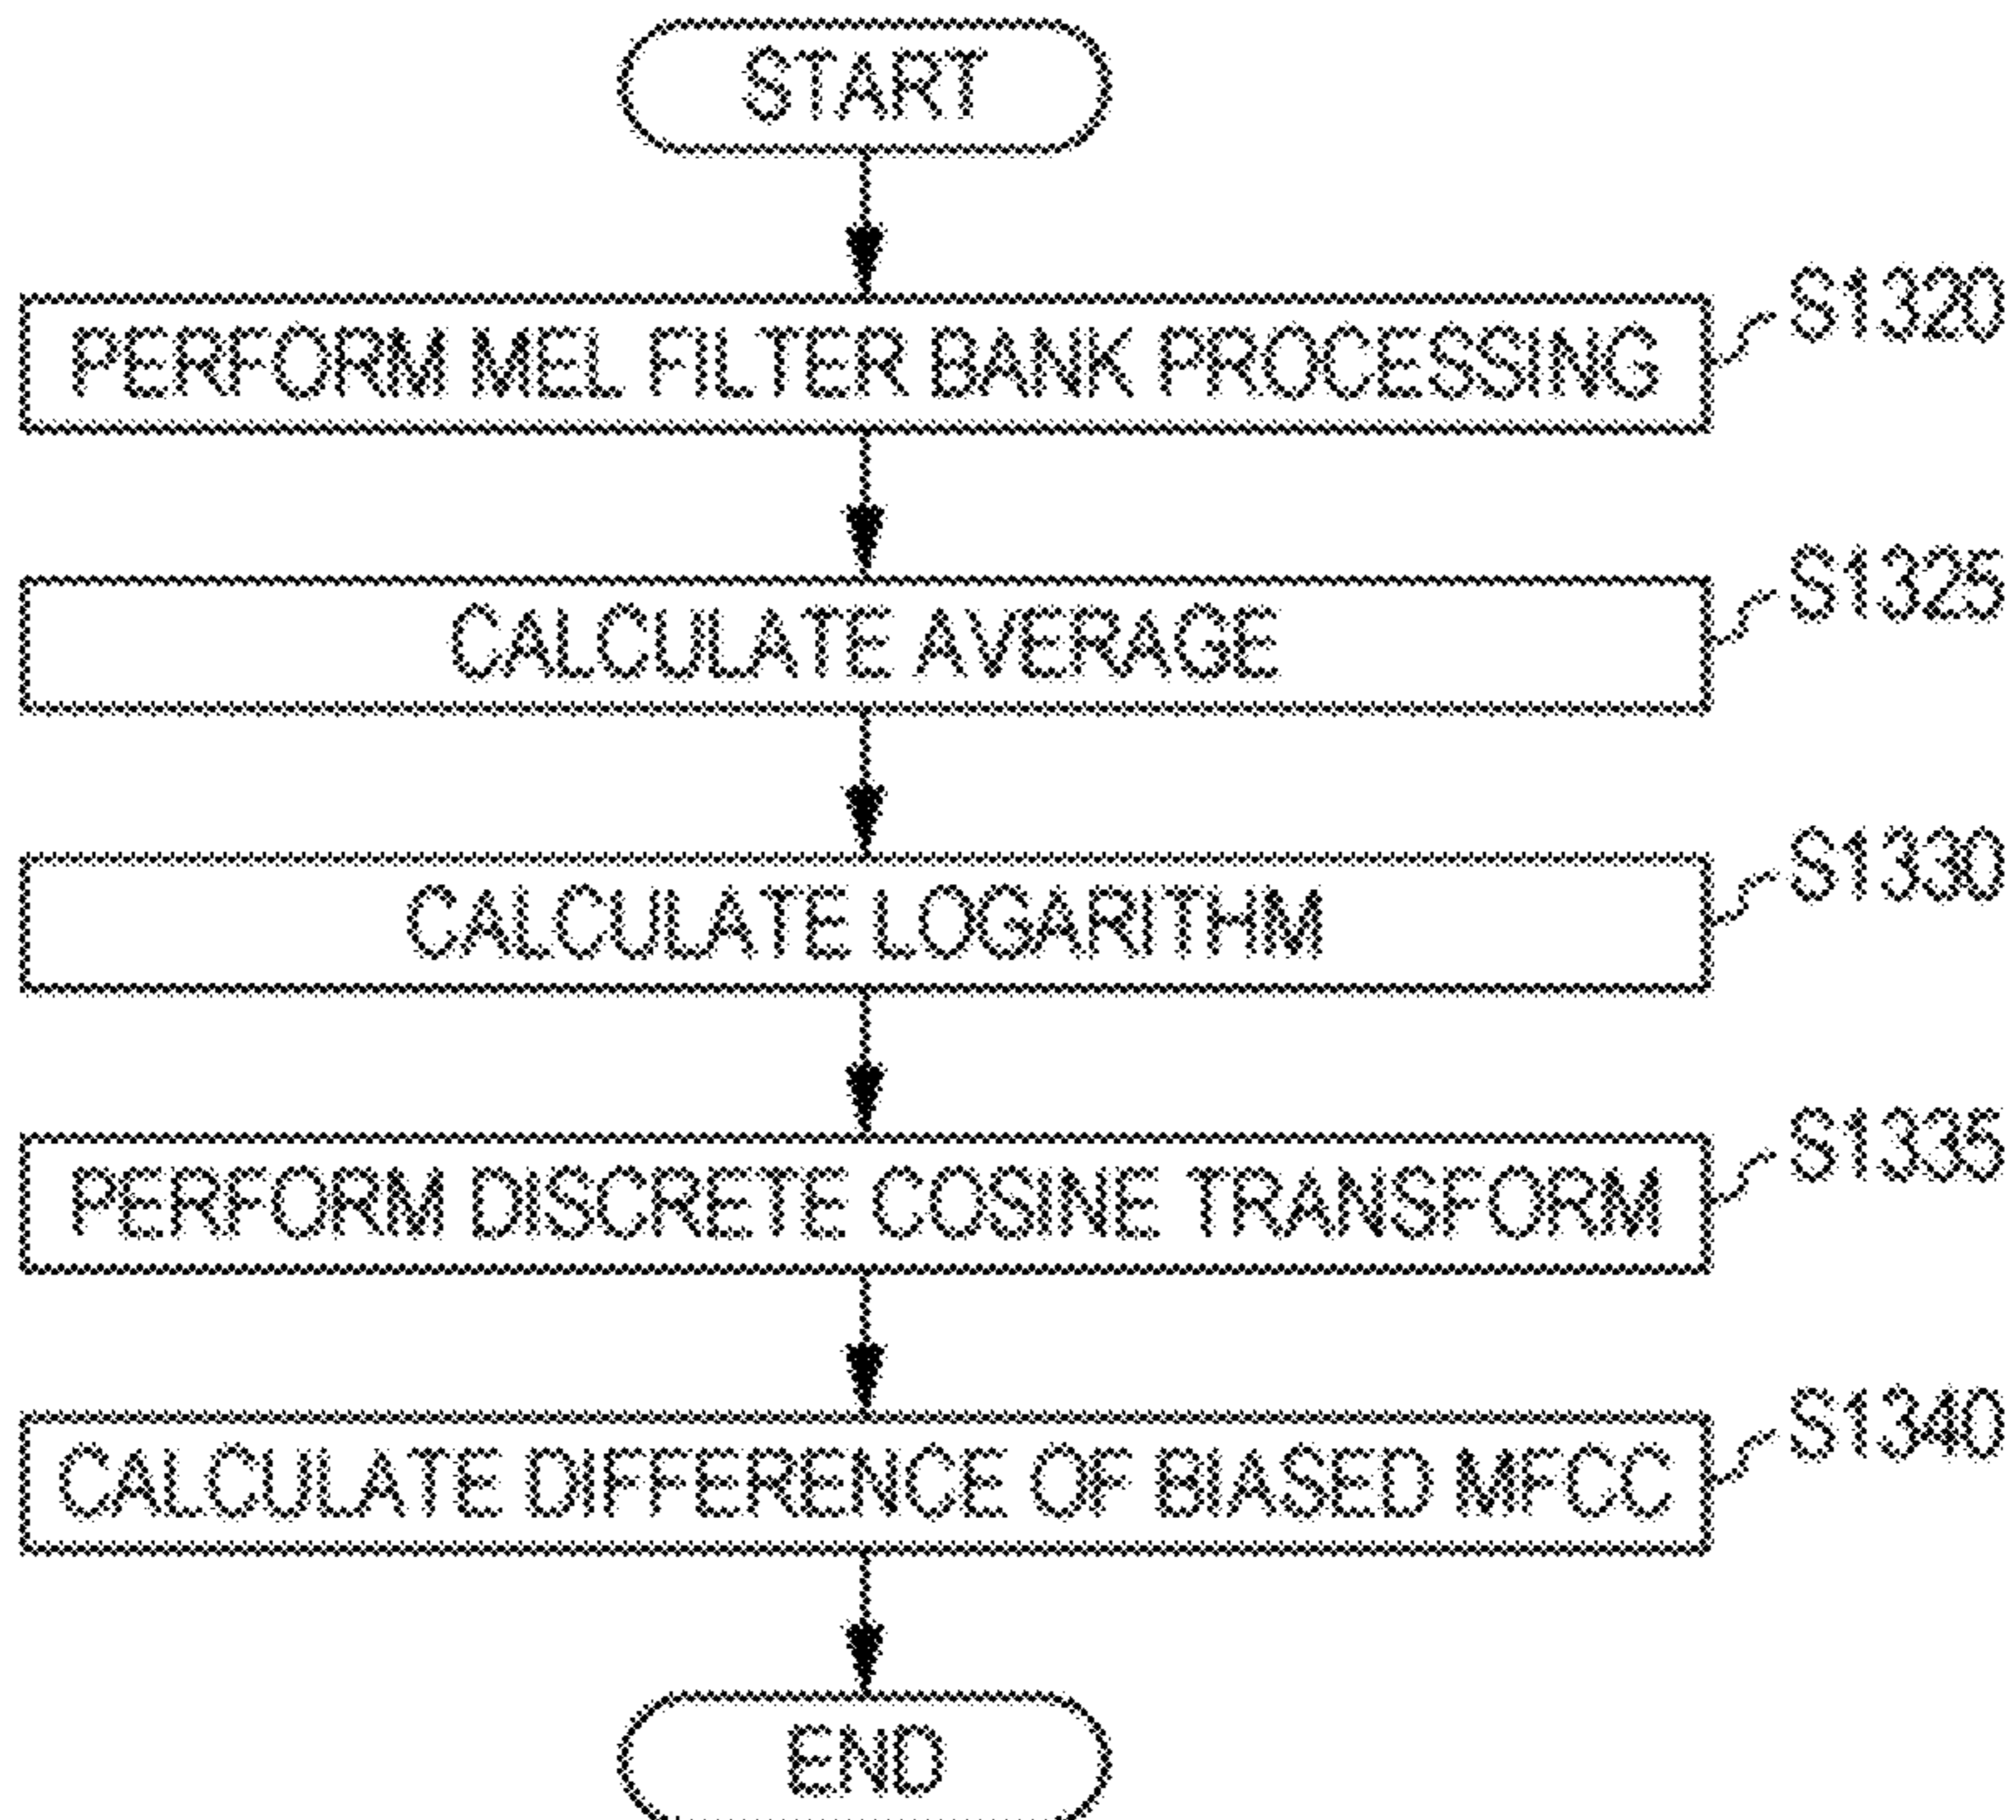 START
S1320
PERFORM MEL FILTER BANK PROCESSING
S1325
CALCULATE AVERAGE
S1330
CALCULATE LOGARITHM
S1335
PERFORM DISCRETE COSINE TRANSFORM
S1340
CALCULATE DIFFERENCE OF BIASED MFCC
END